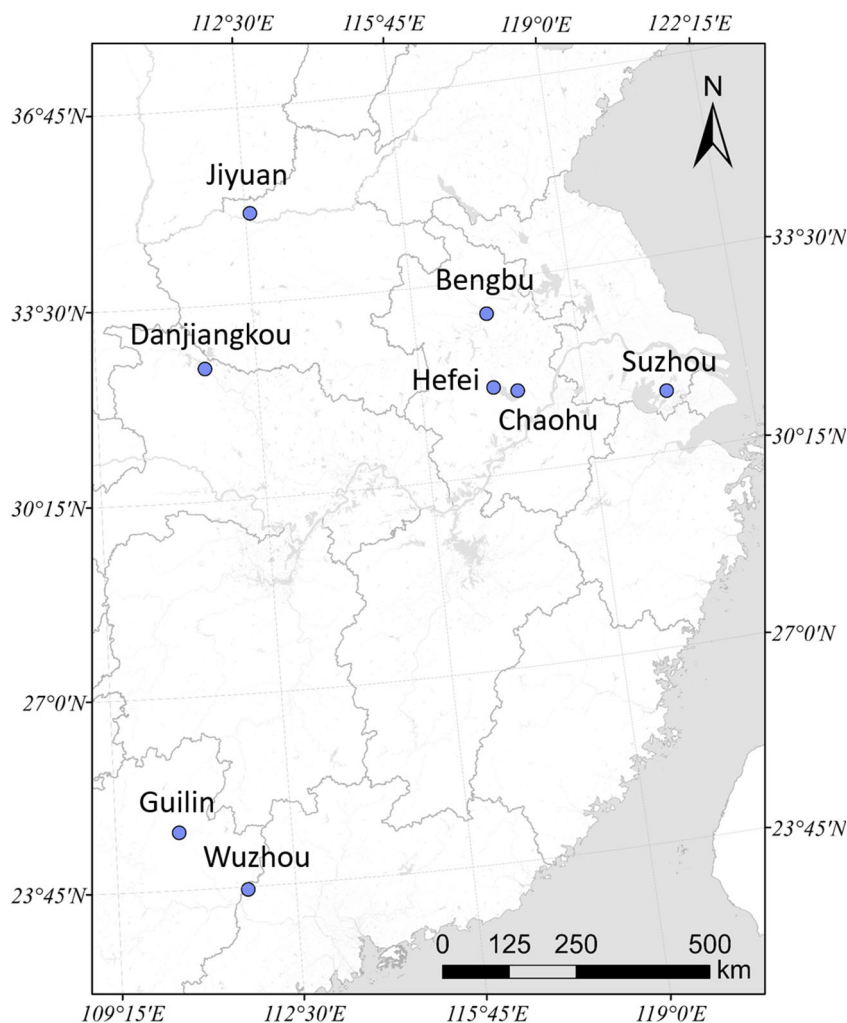 112°30'E 115°45'E 119°0'E 122°15'E
N
36°45'N
Jiyuan
33°30'N
Bengbu
33°30'N
Danjiangkou
Suzhou
Hefei
Chaohu
30°15'N
30°15'N
27°0'N
27°0'N
Guilin
23°45'N
Wuzhou
23°45'N
0 125 250 500
km
109°15'E 112°30'E 115°45'E 119°0'E